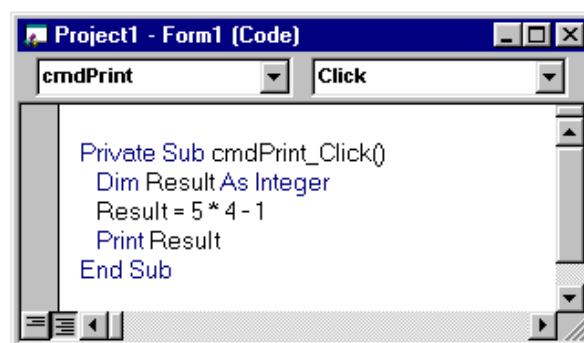 Project1 - Form1 (Code)
cmdPrint Click
Private Sub cmdPrint_Click()
Dim Result As Integer
Result = 5 * 4 - 1
Print Result
End Sub